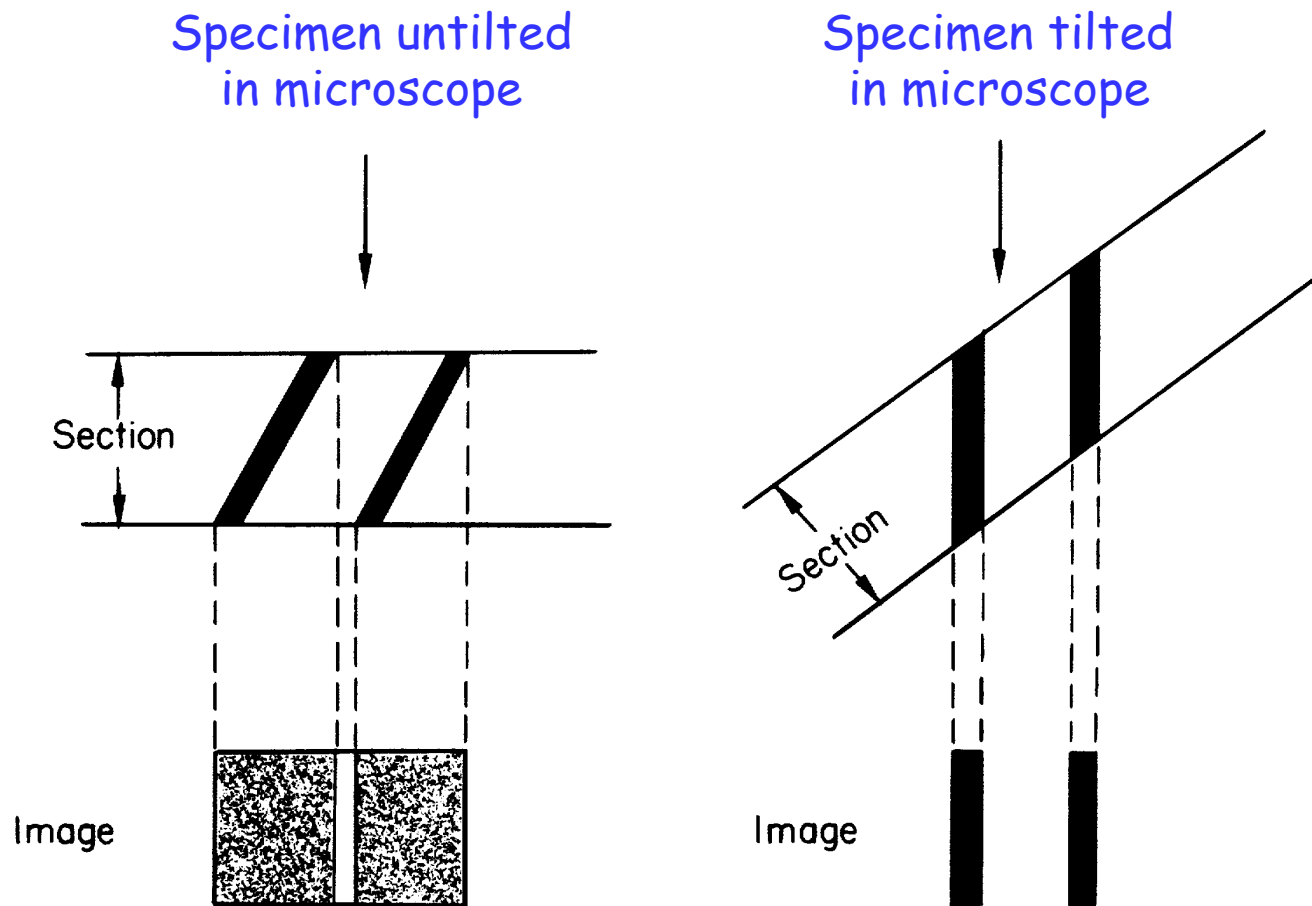 Specimen untilted
in microscope
Specimen tilted
in microscope
Section
Section
Image
Image